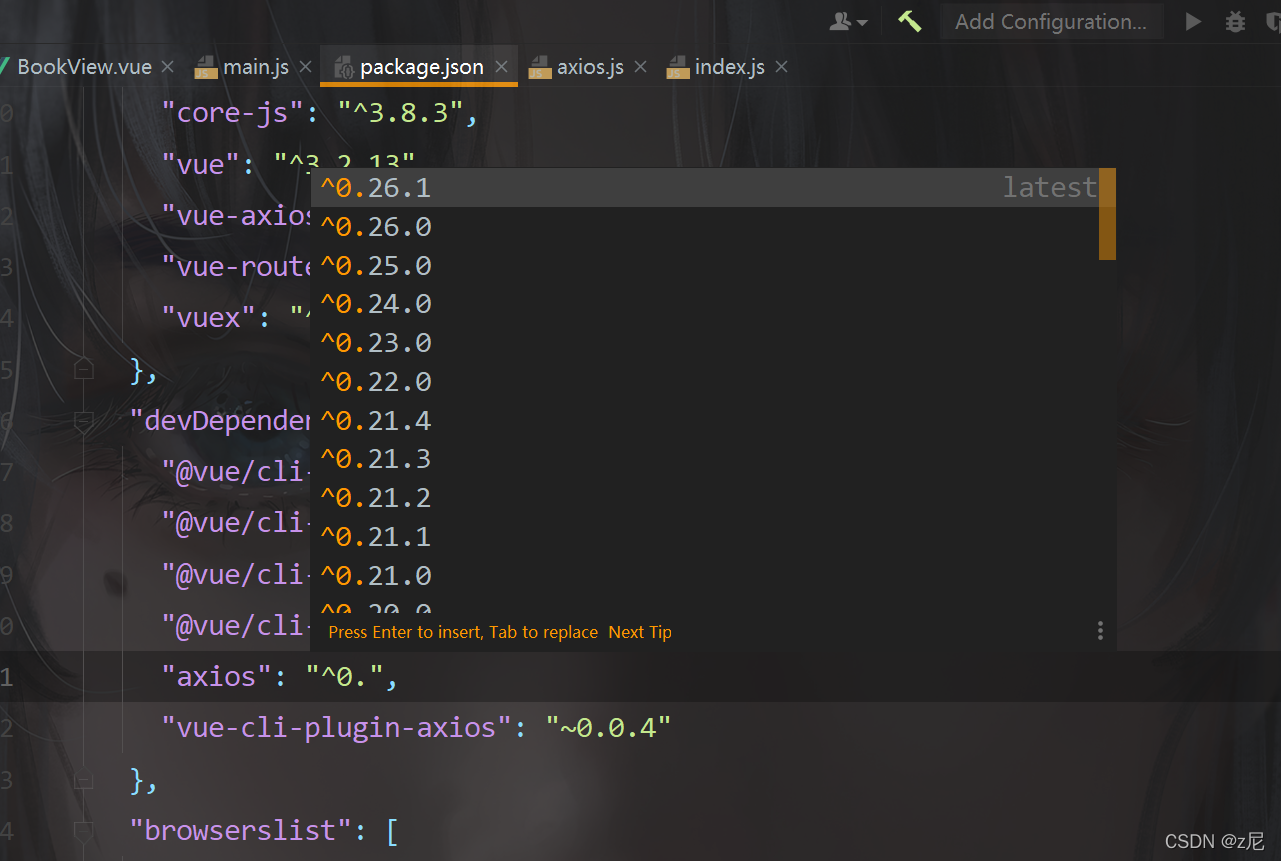 Add Configuration...
BookView.vue main.js package.json axios.js index.js
0 "core-js": "^3.8.3",
1 "vue": "^3.2.13"
^0.26.1 latest
2 "vue-axios
^0.26.0
3 "vue-route
^0.25.0
^0.24.0
4 "vuex": "^
^0.23.0
5 },
^0.22.0
6 "devDependen
^0.21.4
7 "@vue/cli-
^0.21.3
^0.21.2
8 "@vue/cli-
^0.21.1
9 "@vue/cli-
^0.21.0
^0.20.0
0 "@vue/cli-
Press Enter to insert, Tab to replace Next Tip
1 "axios": "^0.",
2 "vue-cli-plugin-axios": "~0.0.4"
3 },
4 "browserslist": [
CSDN @z尼